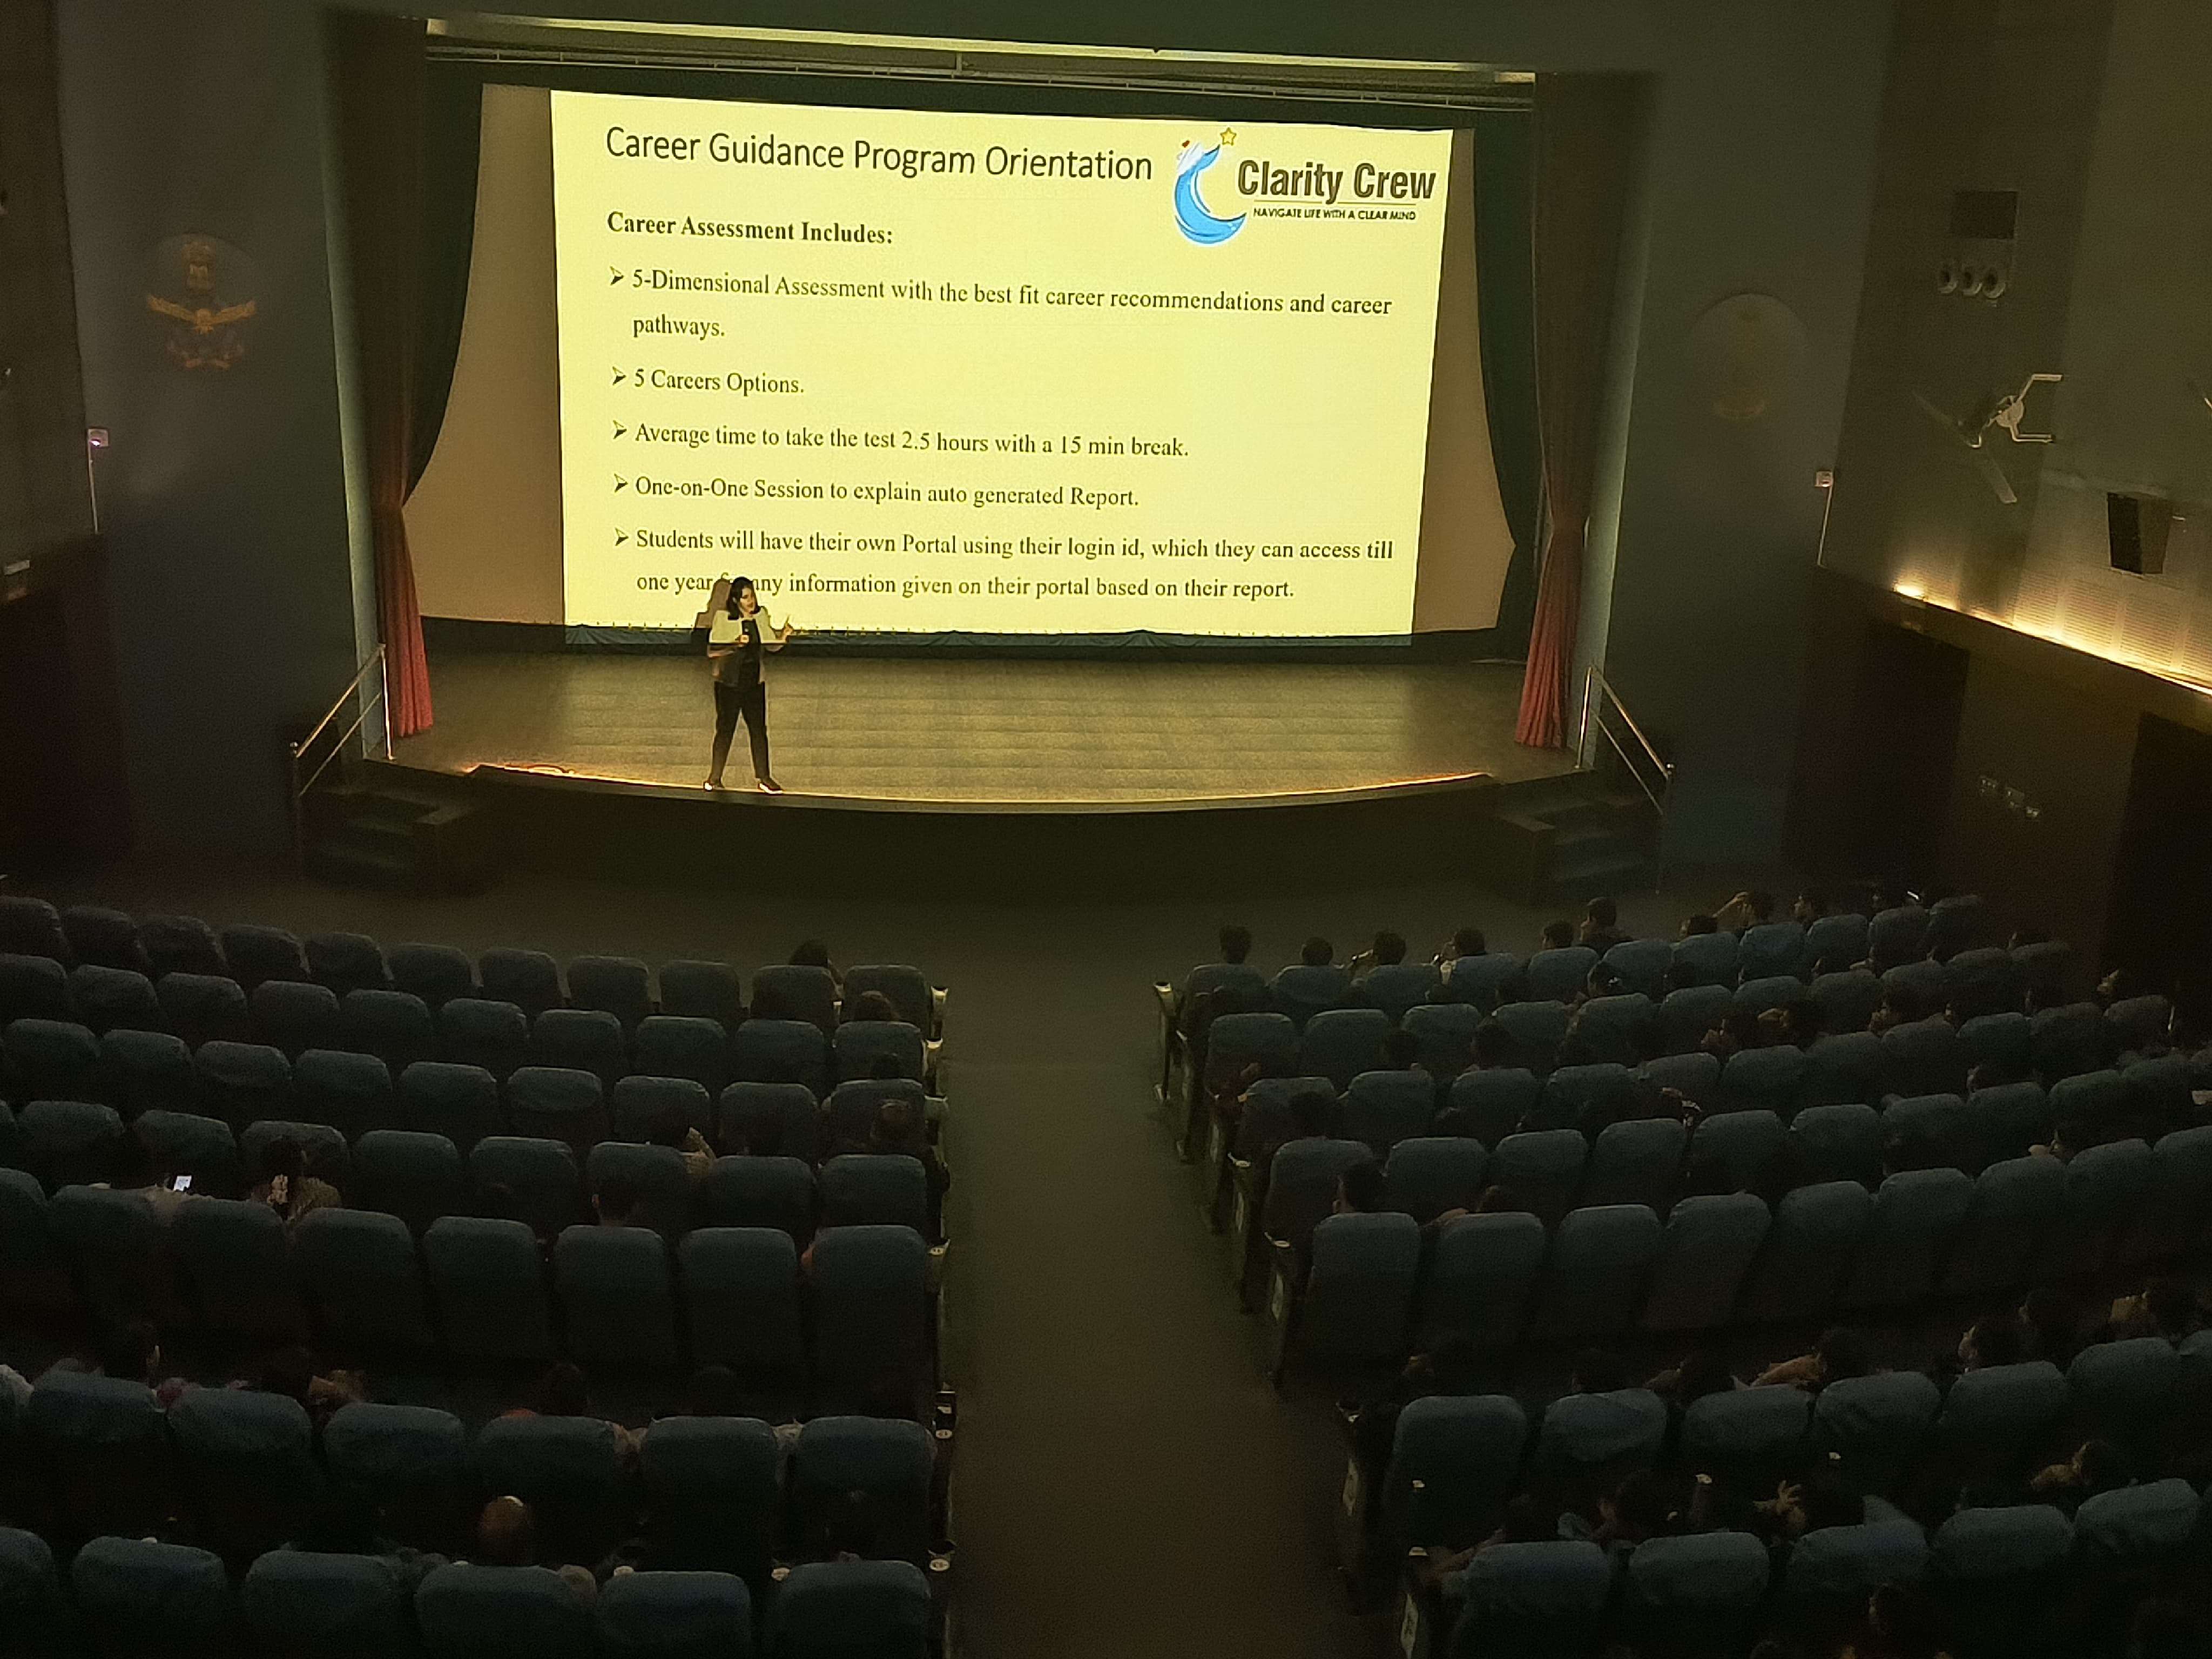 Career Guidance Program Orientation
Clarity Crew
NAVIGATE LIFE WITH A CLEAR MIND
Career Assessment Includes:
➢ 5-Dimensional Assessment with the best fit career recommendations and career
pathways.
➢ 5 Careers Options.
➢ Average time to take the test 2.5 hours with a 15 min break.
➢ One-on-One Session to explain auto generated Report.
➢ Students will have their own Portal using their login id, which they can access till
one year any information given on their portal based on their report.